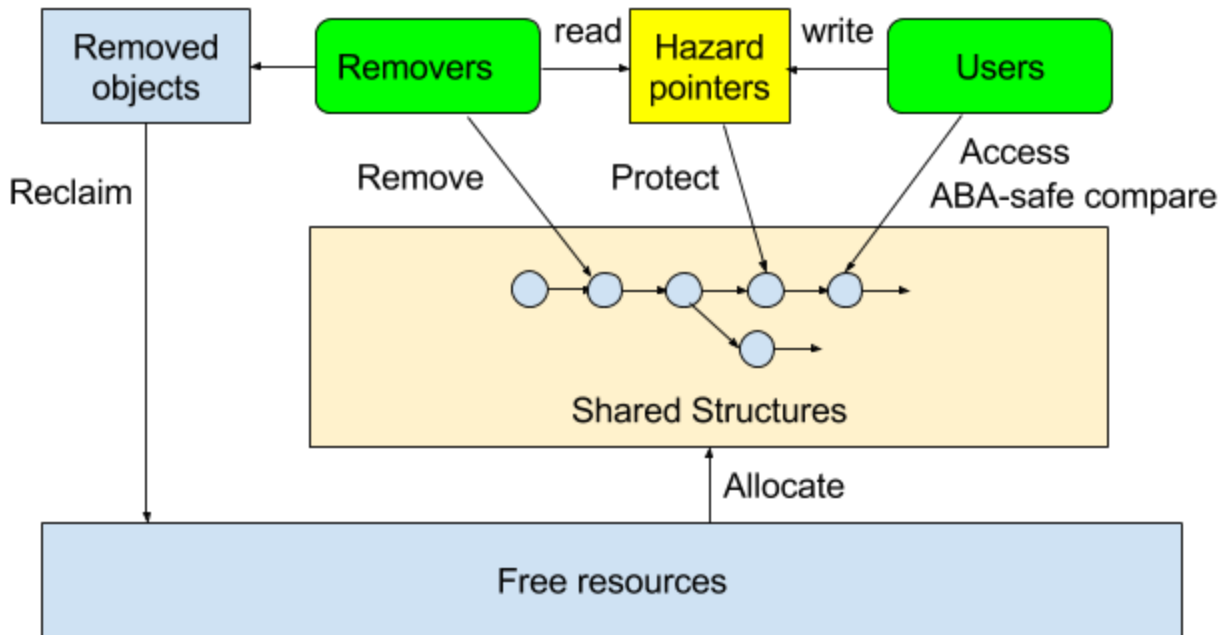 Removed
objects
Removers
read
Hazard
pointers
write
Users
Reclaim
Remove
Protect
Access
ABA-safe compare
Shared Structures
Allocate
Free resources